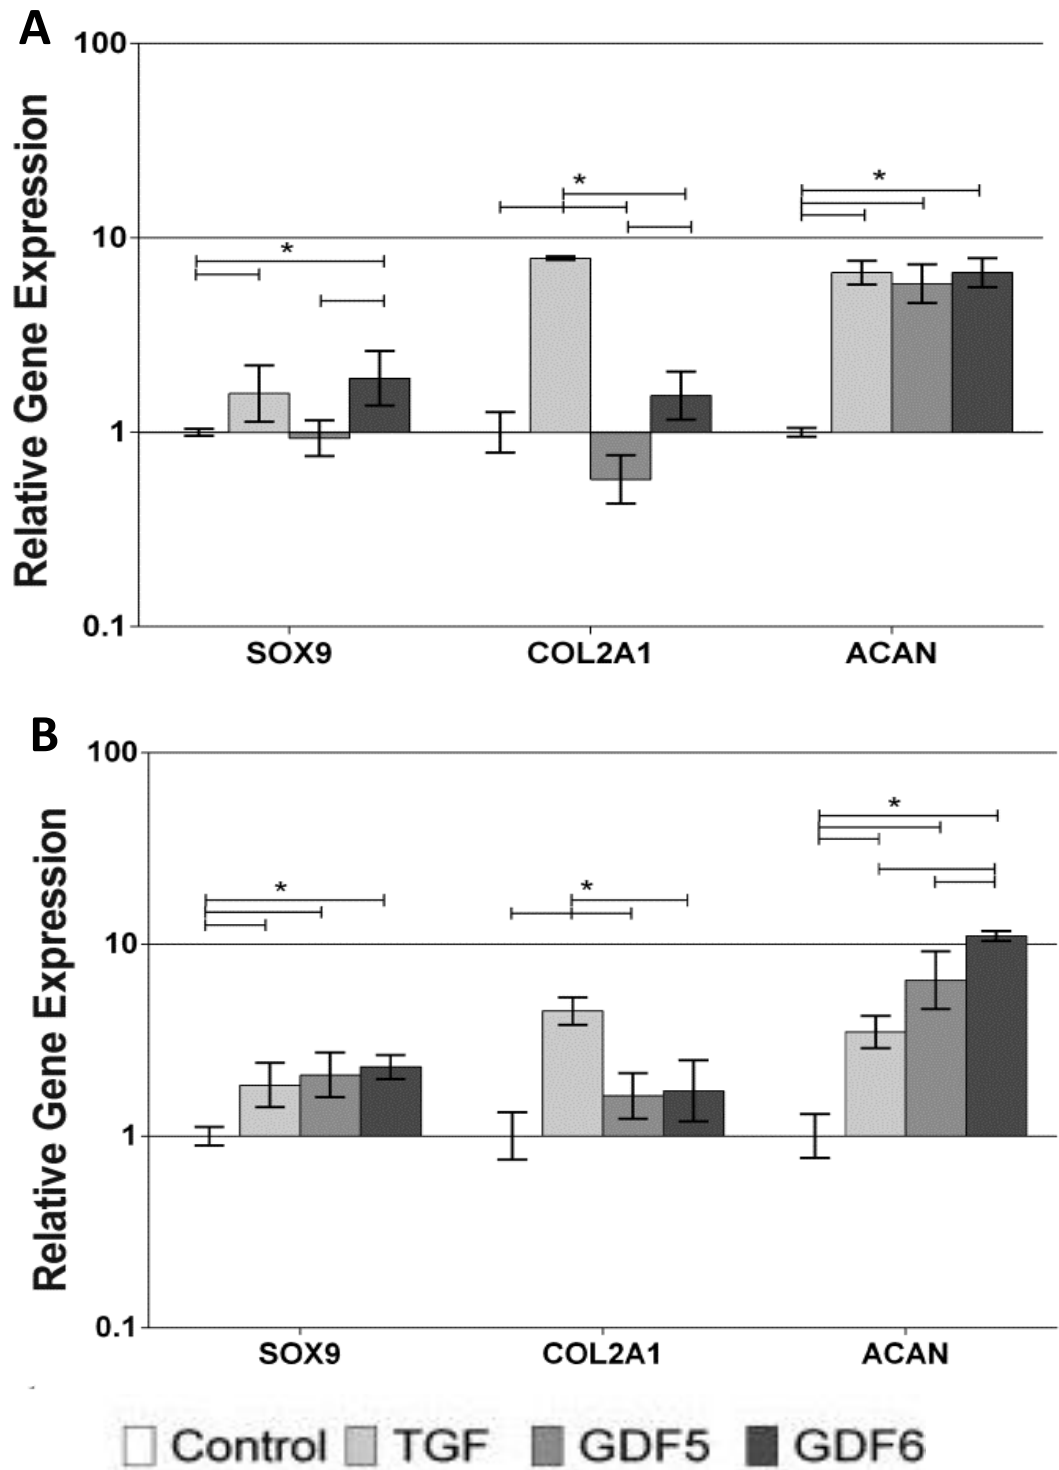 A
100
10
1
0.1
Relative Gene Expression
*
*
*
SOX9 COL2A1 ACAN
B
100
10
1
0.1
Relative Gene Expression
*
*
*
SOX9 COL2A1 ACAN
Control TGF GDF5 GDF6